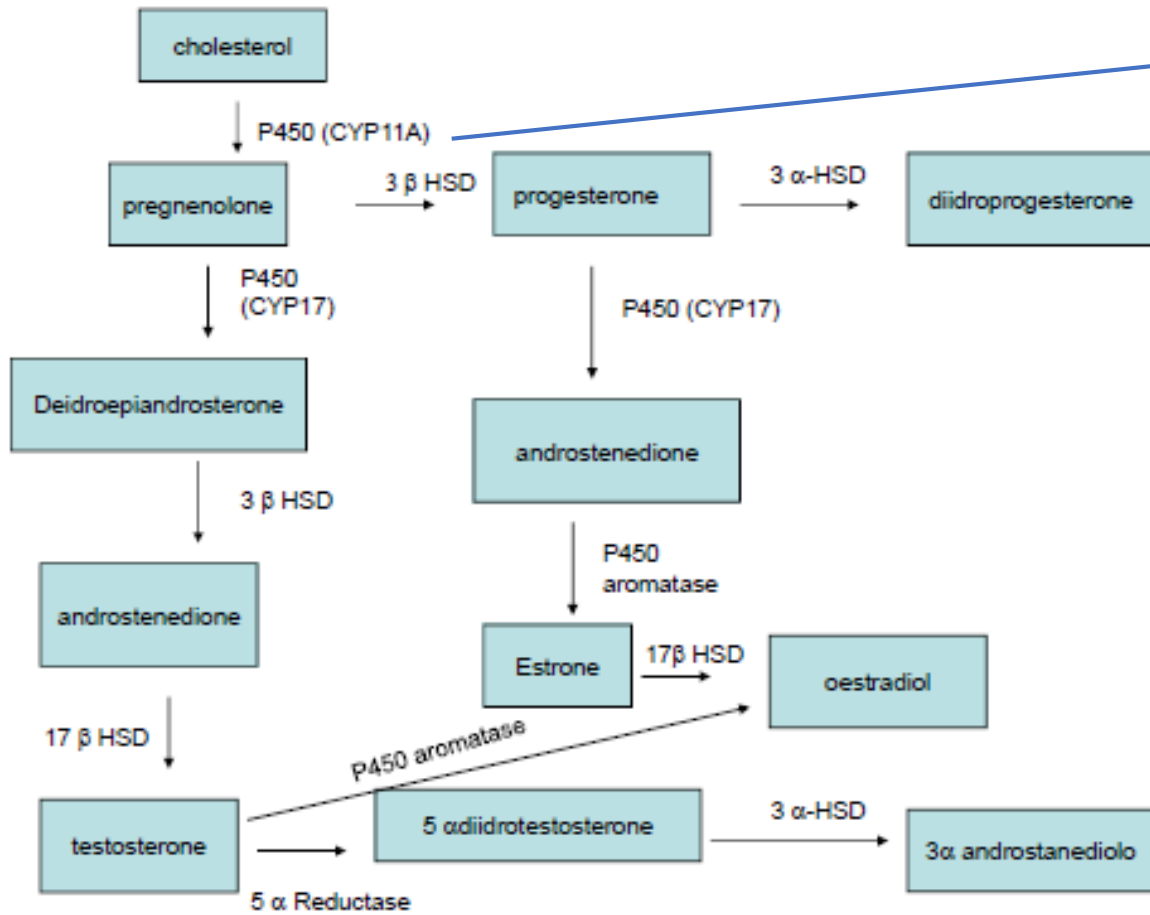 cholesterol
P450 (CYP11A)
pregnenolone
3 β HSD
progesterone
3 α-HSD
diidroprogesterone
P450
(CYP17)
P450 (CYP17)
Deidroepiandrosterone
androstenedione
3 β HSD
P450
aromatase
androstenedione
Estrone
17β HSD
oestradiol
17 β HSD
P450 aromatase
testosterone
5 αdiidrotestosterone
3 α-HSD
3α androstanediolo
5 α Reductase